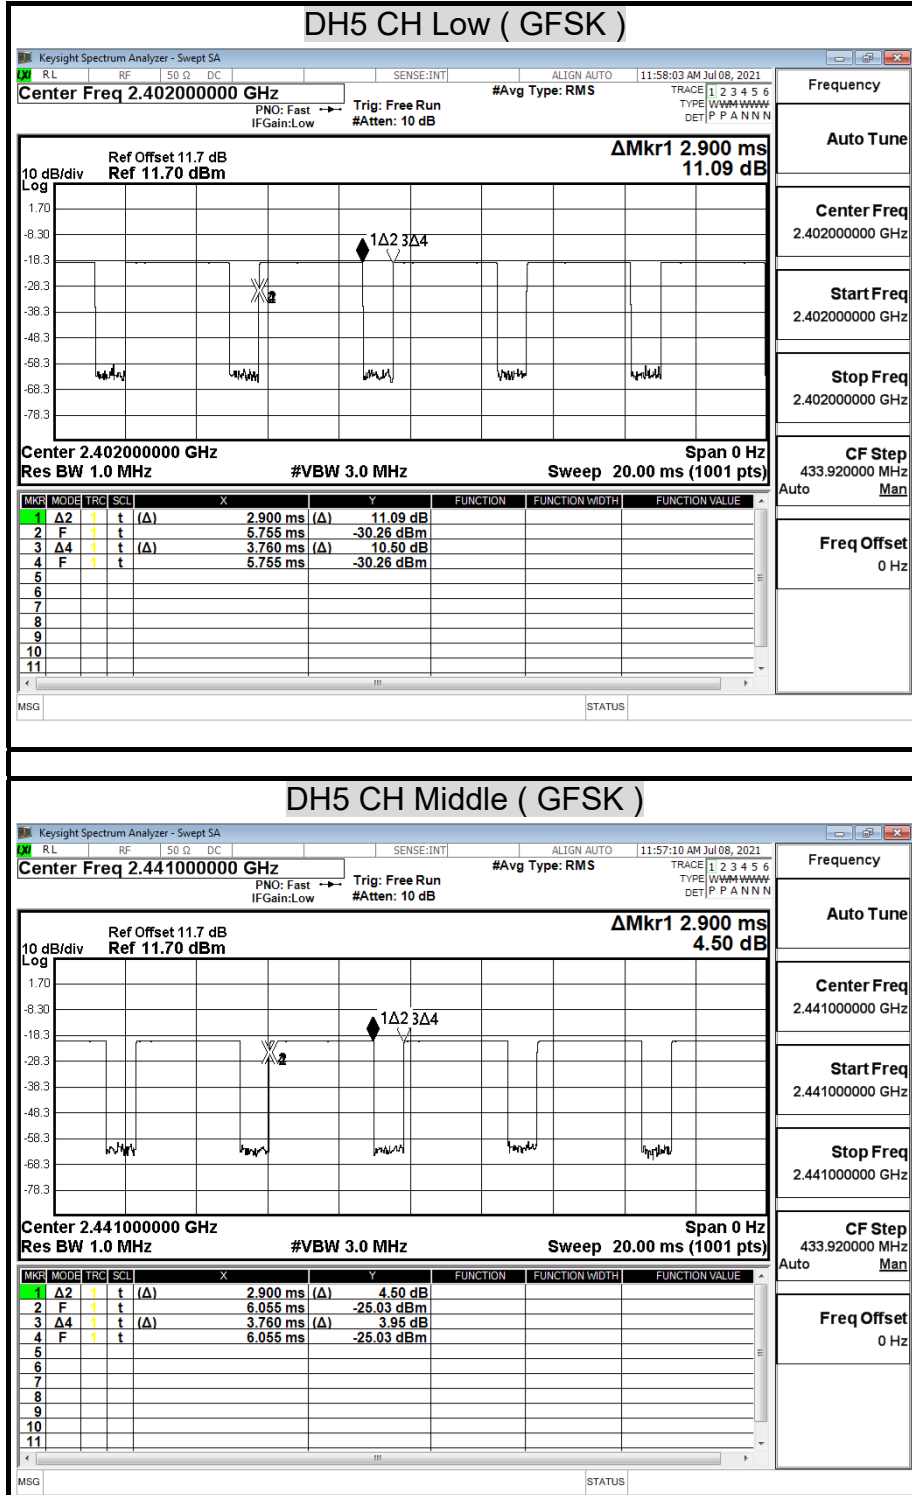 DH5 CH Low ( GFSK )
Keysight Spectrum Analyzer - Swept SA
LXI RL RF 50 Ω DC SENSE:INT ALIGN AUTO 11:58:03 AM Jul 08, 2021
Center Freq 2.402000000 GHz
PNO: Fast
IFGain:Low
Trig: Free Run
#Atten: 10 dB
#Avg Type: RMS
TRACE 1 2 3 4 5 6
TYPE WWMWWWW
DET P P A N N N
Frequency
Auto Tune
Center Freq
2.402000000 GHz
Start Freq
2.402000000 GHz
Stop Freq
2.402000000 GHz
CF Step
433.920000 MHz
Auto Man
Freq Offset
0 Hz
ΔMkr1 2.900 ms
11.09 dB
Ref Offset 11.7 dB
10 dB/div Ref 11.70 dBm
Log
1.70
-8.30
-18.3
-28.3
-38.3
-48.3
-58.3
-68.3
-78.3
1Δ2 3Δ4
Center 2.402000000 GHz Span 0 Hz
Res BW 1.0 MHz #VBW 3.0 MHz Sweep 20.00 ms (1001 pts)
MKR MODE TRC SCL X Y FUNCTION FUNCTION WIDTH FUNCTION VALUE
1 Δ2 1 t (Δ) 2.900 ms (Δ) 11.09 dB
2 F 1 t 5.755 ms -30.26 dBm
3 Δ4 1 t (Δ) 3.760 ms (Δ) 10.50 dB
4 F 1 t 5.755 ms -30.26 dBm
5
6
7
8
9
10
11
MSG STATUS
DH5 CH Middle ( GFSK )
Keysight Spectrum Analyzer - Swept SA
LXI RL RF 50 Ω DC SENSE:INT ALIGN AUTO 11:57:10 AM Jul 08, 2021
Center Freq 2.441000000 GHz
PNO: Fast
IFGain:Low
Trig: Free Run
#Atten: 10 dB
#Avg Type: RMS
TRACE 1 2 3 4 5 6
TYPE WWMWWWW
DET P P A N N N
Frequency
Auto Tune
Center Freq
2.441000000 GHz
Start Freq
2.441000000 GHz
Stop Freq
2.441000000 GHz
CF Step
433.920000 MHz
Auto Man
Freq Offset
0 Hz
ΔMkr1 2.900 ms
4.50 dB
Ref Offset 11.7 dB
10 dB/div Ref 11.70 dBm
Log
1.70
-8.30
-18.3
-28.3
-38.3
-48.3
-58.3
-68.3
-78.3
1Δ2 3Δ4
Center 2.441000000 GHz Span 0 Hz
Res BW 1.0 MHz #VBW 3.0 MHz Sweep 20.00 ms (1001 pts)
MKR MODE TRC SCL X Y FUNCTION FUNCTION WIDTH FUNCTION VALUE
1 Δ2 1 t (Δ) 2.900 ms (Δ) 4.50 dB
2 F 1 t 6.055 ms -25.03 dBm
3 Δ4 1 t (Δ) 3.760 ms (Δ) 3.95 dB
4 F 1 t 6.055 ms -25.03 dBm
5
6
7
8
9
10
11
MSG STATUS